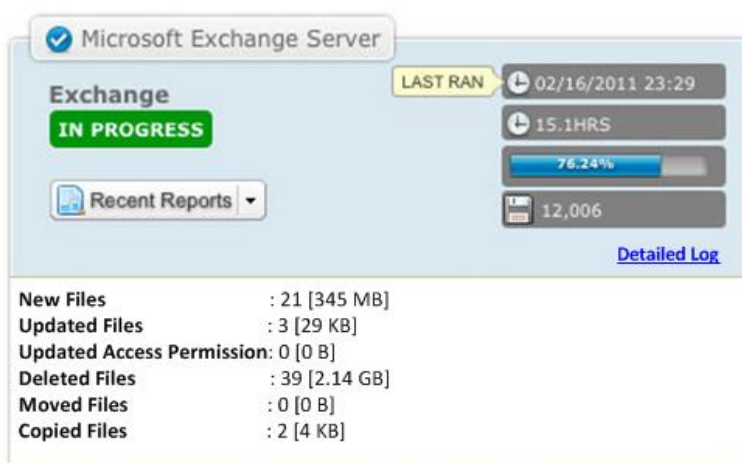 Microsoft Exchange Server
Exchange
IN PROGRESS
Recent Reports
LAST RAN 02/16/2011 23:29
15.1HRS
76.24%
12,006
Detailed Log
New Files : 21 [345 MB]
Updated Files : 3 [29 KB]
Updated Access Permission: 0 [0 B]
Deleted Files : 39 [2.14 GB]
Moved Files : 0 [0 B]
Copied Files : 2 [4 KB]